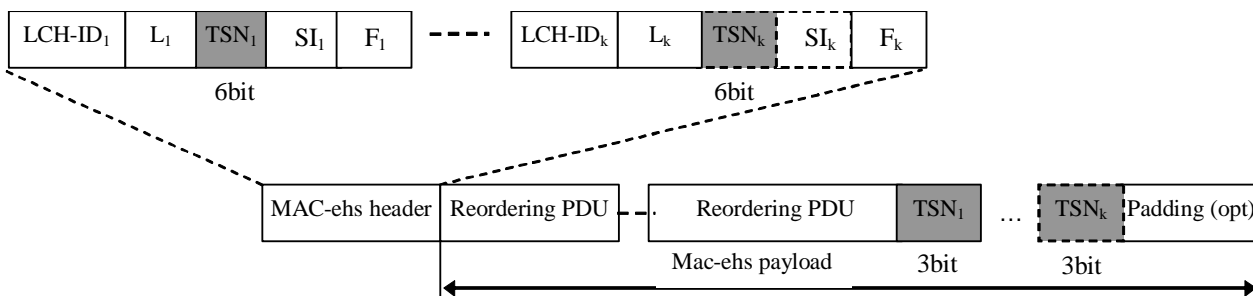 LCH-ID₁ L₁ TSN₁ SI₁ F₁ LCH-IDₖ Lₖ TSNₖ SIₖ Fₖ
6bit 6bit
MAC-ehs header Reordering PDU Reordering PDU TSN₁ ... TSNₖ Padding (opt)
Mac-ehs payload 3bit 3bit